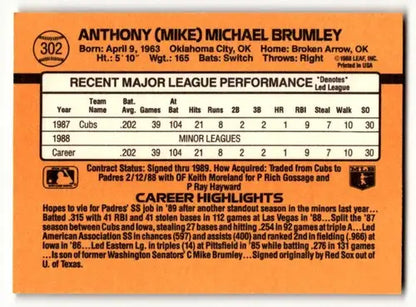 302
ANTHONY (MIKE) MICHAEL BRUMLEY
Born: April 9, 1963 Oklahoma City, OK Home: Broken Arrow, OK
Ht.: 5'10" Wgt.: 165 Bats: Switch Throws: Right
©1988 LEAF, INC.
Printed in USA
RECENT MAJOR LEAGUE PERFORMANCE *Denotes Led League
Year Team Name Bat. Avg. Games At Bat Hits Runs 2B 3B HR RBI Steal Walk SO
1987 Cubs .202 39 104 21 8 2 2 1 9 7 10 30
1988 MINOR LEAGUES
Career .202 39 104 21 8 2 2 1 9 7 10 30
Contract Status: Signed thru 1989. How Acquired: Traded from Cubs to
Padres 2/12/88 with OF Keith Moreland for P Rich Gossage and
P Ray Hayward
CAREER HIGHLIGHTS
Hopes to vie for Padres' SS job in '89 after another standout season in the minors last year...
Batted .315 with 41 RBI and 41 stolen bases in 112 games at Las Vegas in '88...Split the '87
season between Cubs and Iowa, stealing 27 bases and hitting .254 in 92 games at triple A...Led
American Association SS in chances (597) and assists (400) and ranked 2nd in fielding (.966) at
Iowa in '86...Led Eastern Lg. in triples (14) at Pittsfield in '85 while batting .276 in 131 games
...Is son of former Washington Senators' C Mike Brumley...Signed originally by Red Sox out of
U. of Texas.